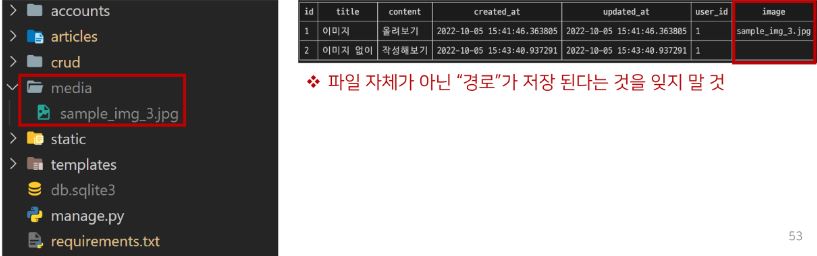 accounts
articles
crud
media
sample_img_3.jpg
static
templates
db.sqlite3
manage.py
requirements.txt
id title content created_at updated_at user_id image
1 이미지 올려보기 2022-10-05 15:41:46.363805 2022-10-05 15:41:46.363805 1 sample_img_3.jpg
2 이미지 없이 작성해보기 2022-10-05 15:43:40.937291 2022-10-05 15:43:40.937291 1
❖ 파일 자체가 아닌 “경로”가 저장 된다는 것을 잊지 말 것
53